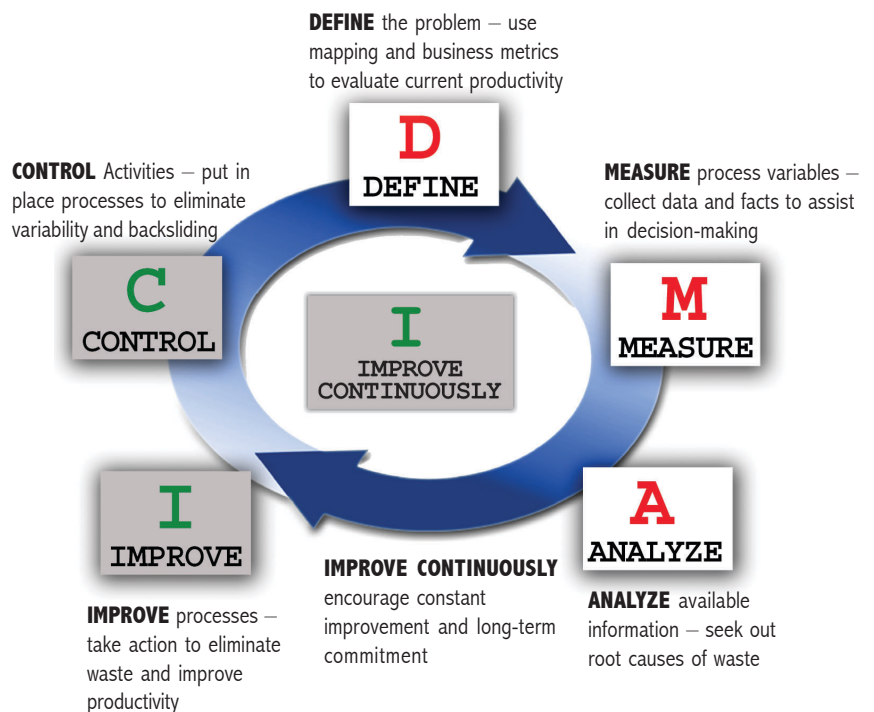 DEFINE the problem – use
mapping and business metrics
to evaluate current productivity
D
DEFINE
MEASURE process variables –
collect data and facts to assist
in decision-making
M
MEASURE
A
ANALYZE
ANALYZE available
information – seek out
root causes of waste
IMPROVE CONTINUOUSLY
encourage constant
improvement and long-term
commitment
I
IMPROVE
IMPROVE processes –
take action to eliminate
waste and improve
productivity
CONTROL Activities – put in
place processes to eliminate
variability and backsliding
C
CONTROL
I
IMPROVE
CONTINUOUSLY